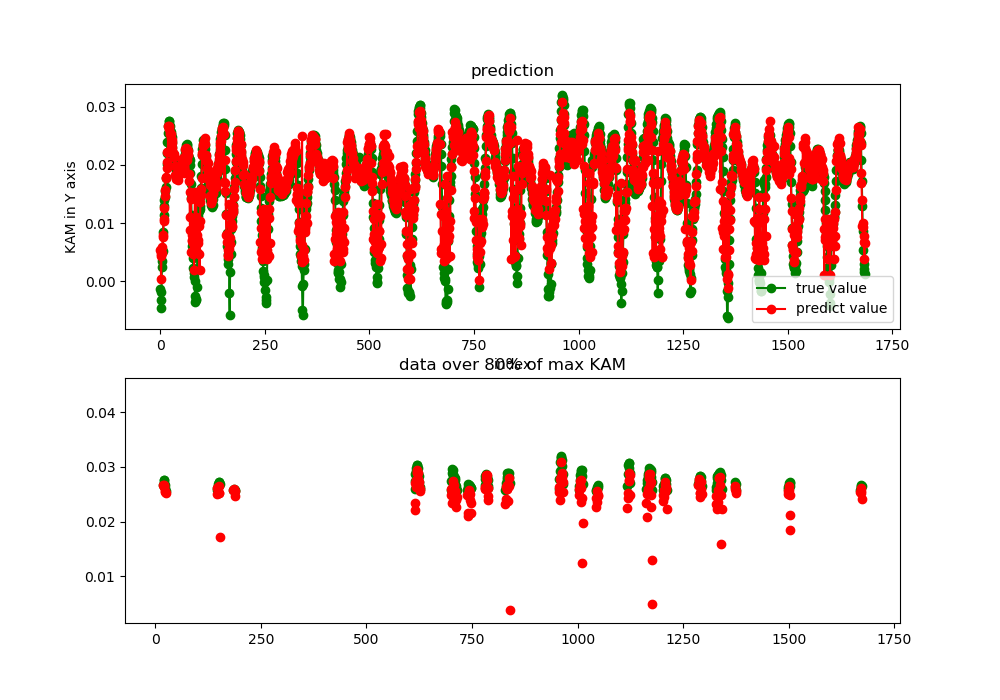 prediction
KAM in Y axis
0.03
0.02
0.01
0.00
true value
predict value
0 250 500 750 1000 1250 1500 1750
index
data over 80% of max KAM
0.04
0.03
0.02
0.01
0 250 500 750 1000 1250 1500 1750